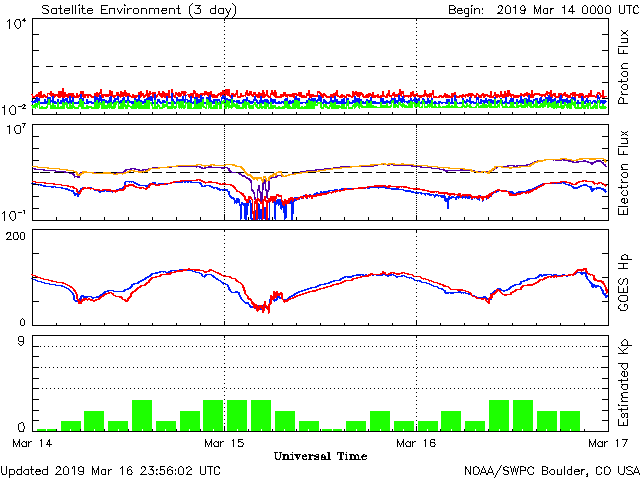 Satellite Environment (3 day) Begin: 2019 Mar 14 0000 UTC
10^4
10^-2
Proton Flux
10^7
10^-1
Electron Flux
200
0
GOES Hp
9
0
Estimated Kp
Mar 14 Mar 15 Mar 16 Mar 17
Universal Time
Updated 2019 Mar 16 23:56:02 UTC NOAA/SWPC Boulder, CO USA